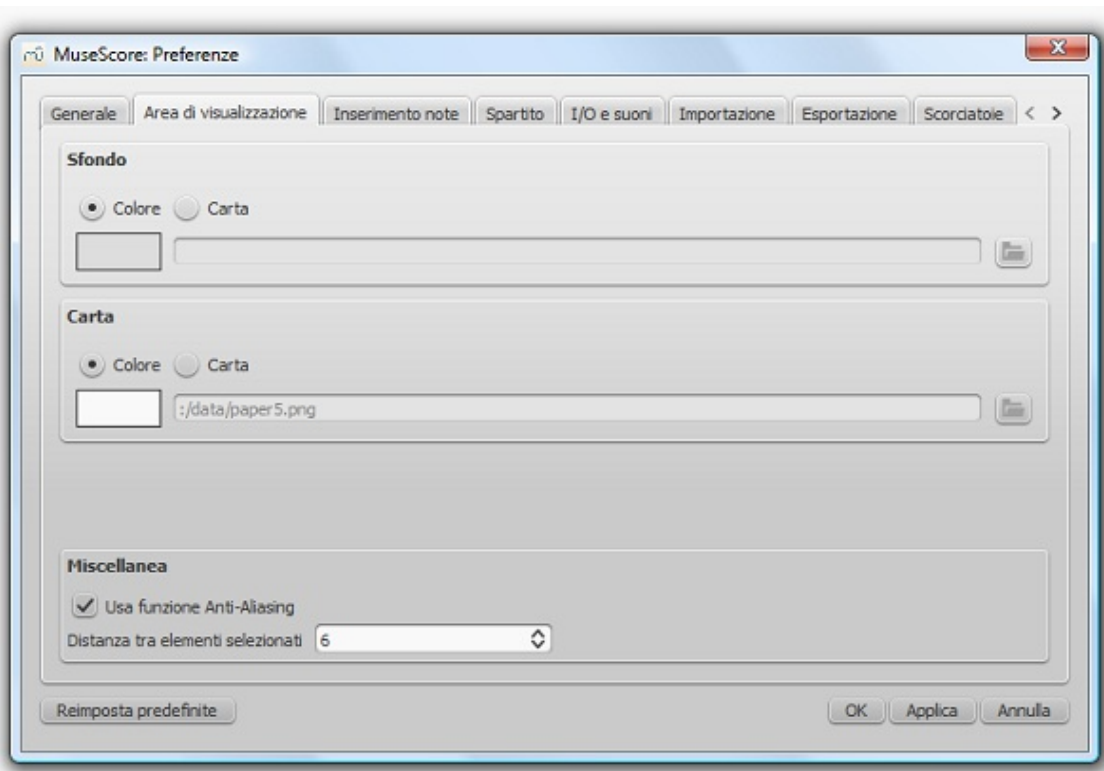 MuseScore: Preferenze
Generale Area di visualizzazione Inserimento note Spartito I/O e suoni Importazione Esportazione Scorciatoie
Sfondo
Colore Carta
Carta
Colore Carta
:/data/paper5.png
Miscellanea
Usa funzione Anti-Aliasing
Distanza tra elementi selezionati 6
Reimposta predefinite OK Applica Annulla